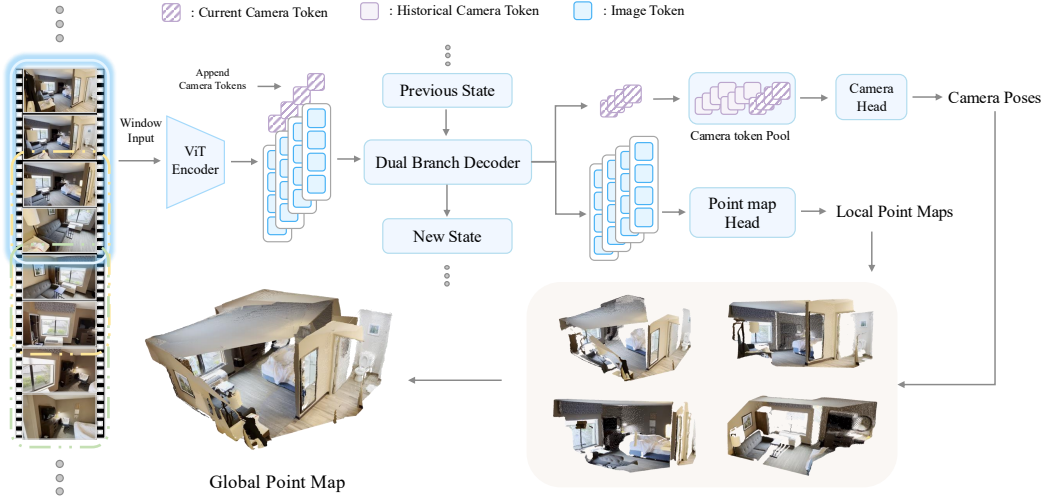 : Current Camera Token
: Historical Camera Token
: Image Token
Append
Camera Tokens
Window
Input
ViT
Encoder
Previous State
Dual Branch Decoder
New State
Camera token Pool
Camera
Head
Camera Poses
Point map
Head
Local Point Maps
Global Point Map